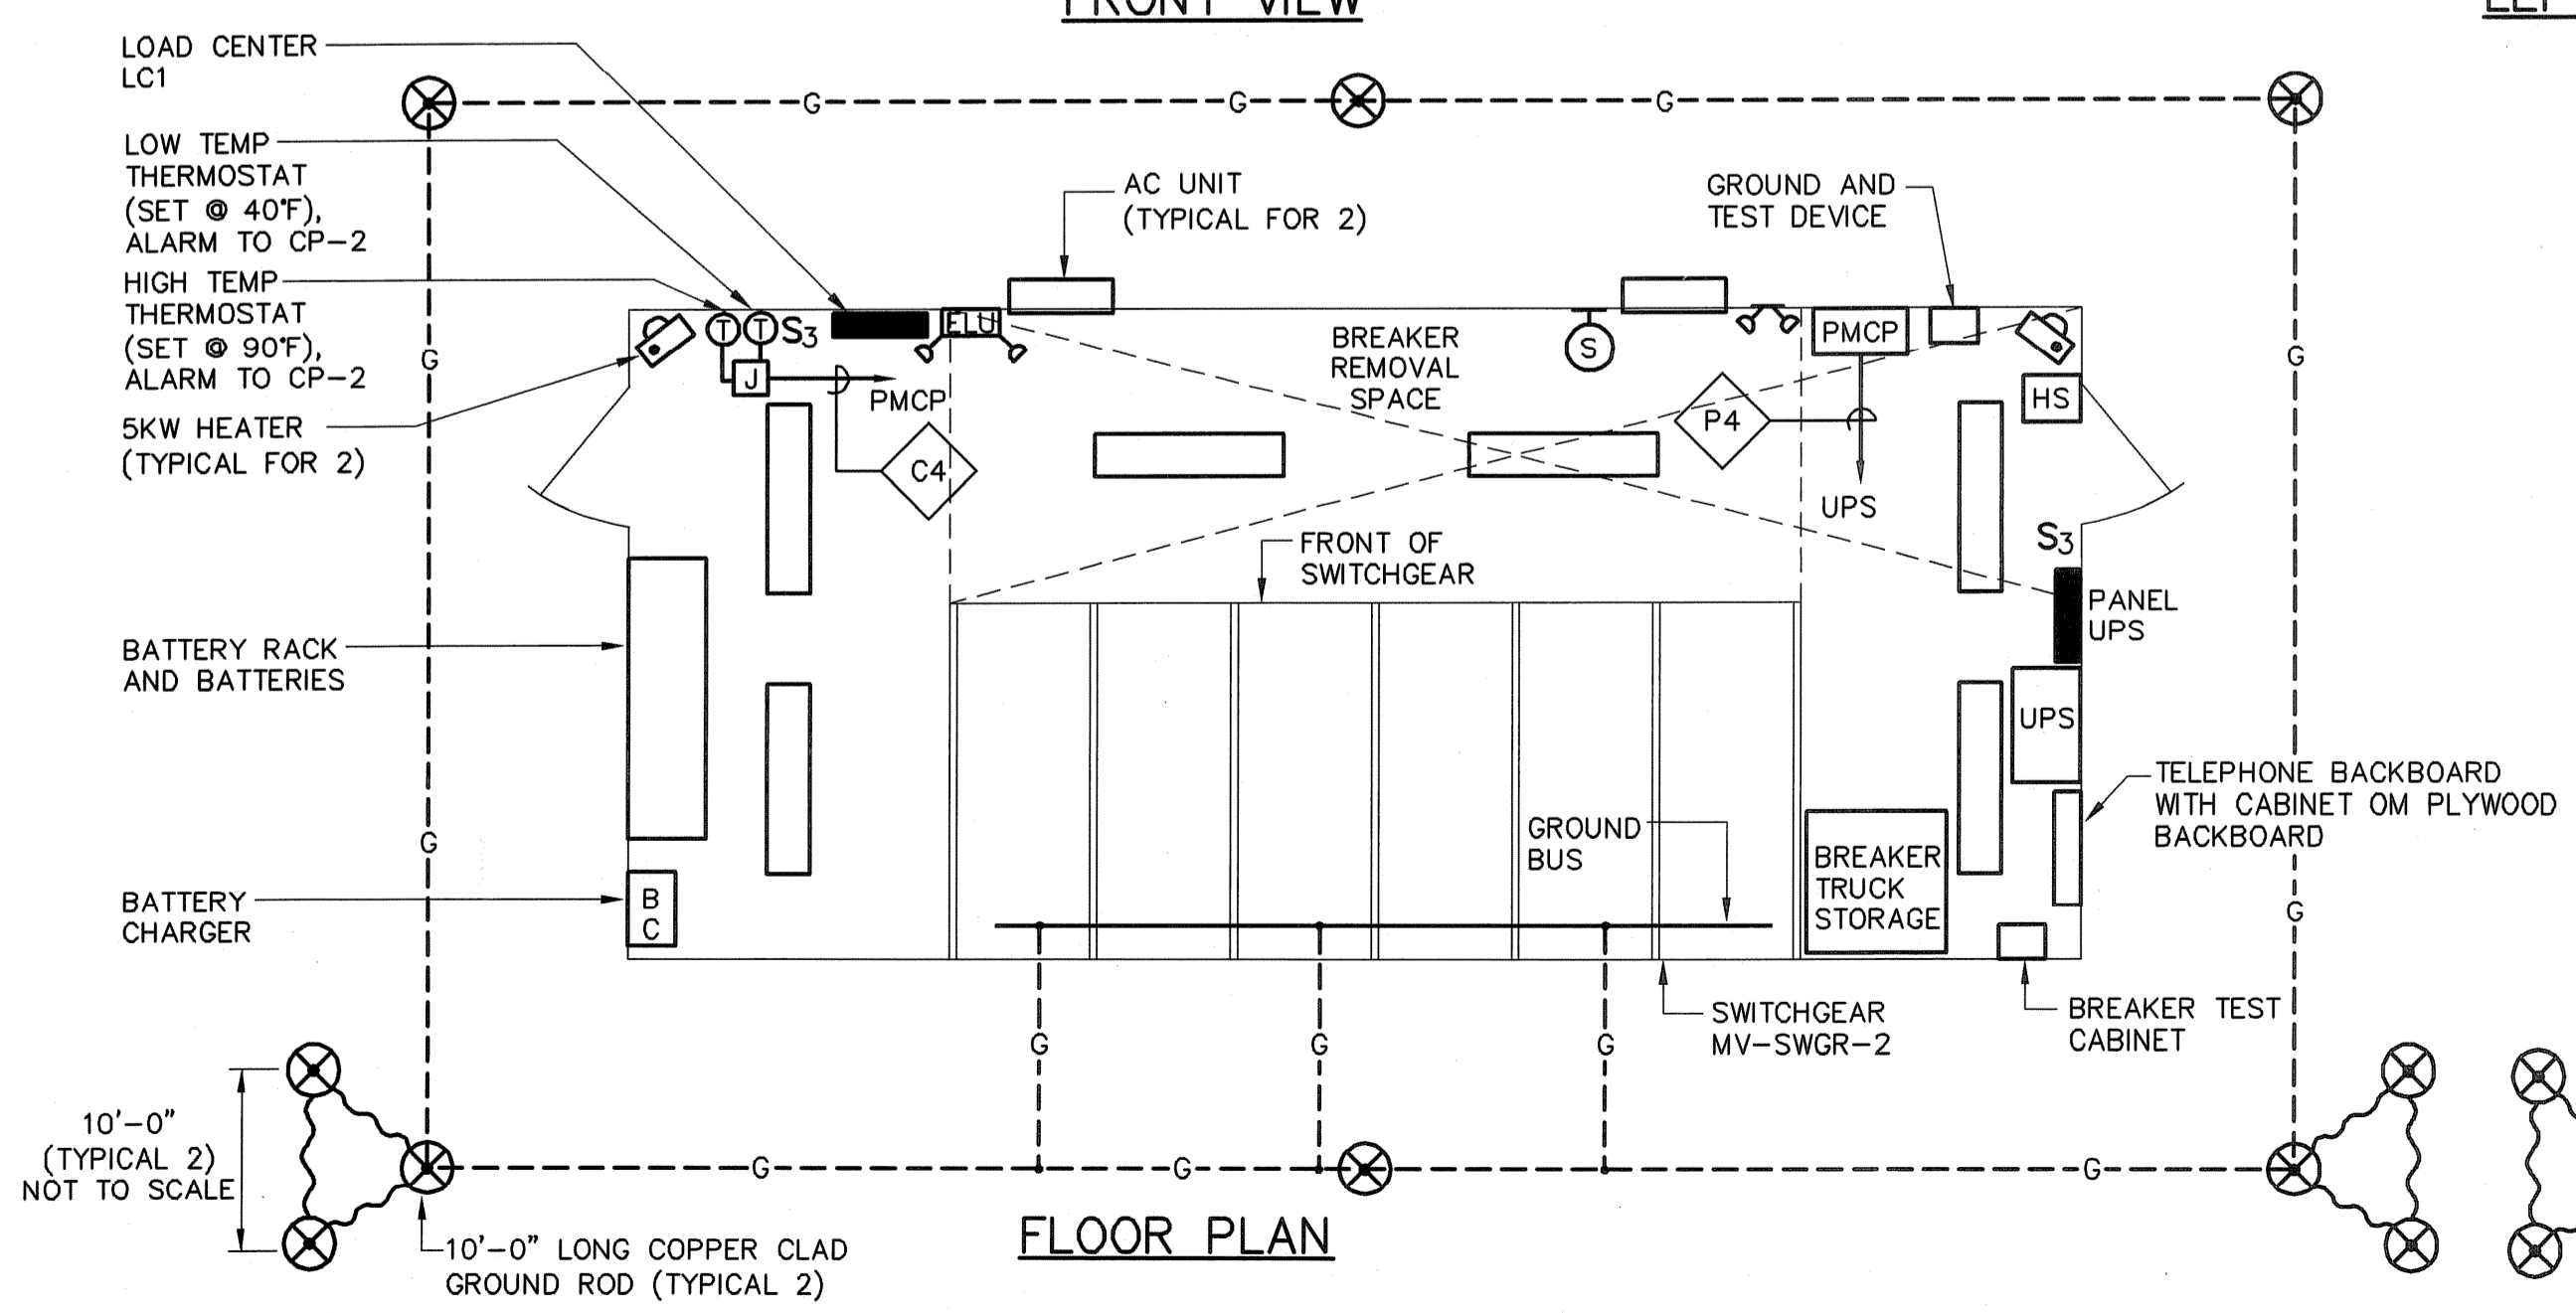 FRONT VIEW
LOAD CENTER
LC1
LOW TEMP
THERMOSTAT
(SET @ 40°F),
ALARM TO CP-2
HIGH TEMP
THERMOSTAT
(SET @ 90°F),
ALARM TO CP-2
5KW HEATER
(TYPICAL FOR 2)
BATTERY RACK
AND BATTERIES
BATTERY
CHARGER
G
G
G
AC UNIT
(TYPICAL FOR 2)
GROUND AND
TEST DEVICE
G
G
T
T
S3
J
PMCP
C4
ELU
BREAKER
REMOVAL
SPACE
S
PMCP
P4
UPS
HS
G
S3
PANEL
UPS
UPS
FRONT OF
SWITCHGEAR
TELEPHONE BACKBOARD
WITH CABINET OM PLYWOOD
BACKBOARD
GROUND
BUS
BREAKER
TRUCK
STORAGE
B
C
G
SWITCHGEAR
MV-SWGR-2
BREAKER TEST
CABINET
G
G
G
10'-0"
(TYPICAL 2)
NOT TO SCALE
G
G
G
10'-0" LONG COPPER CLAD
GROUND ROD (TYPICAL 2)
FLOOR PLAN